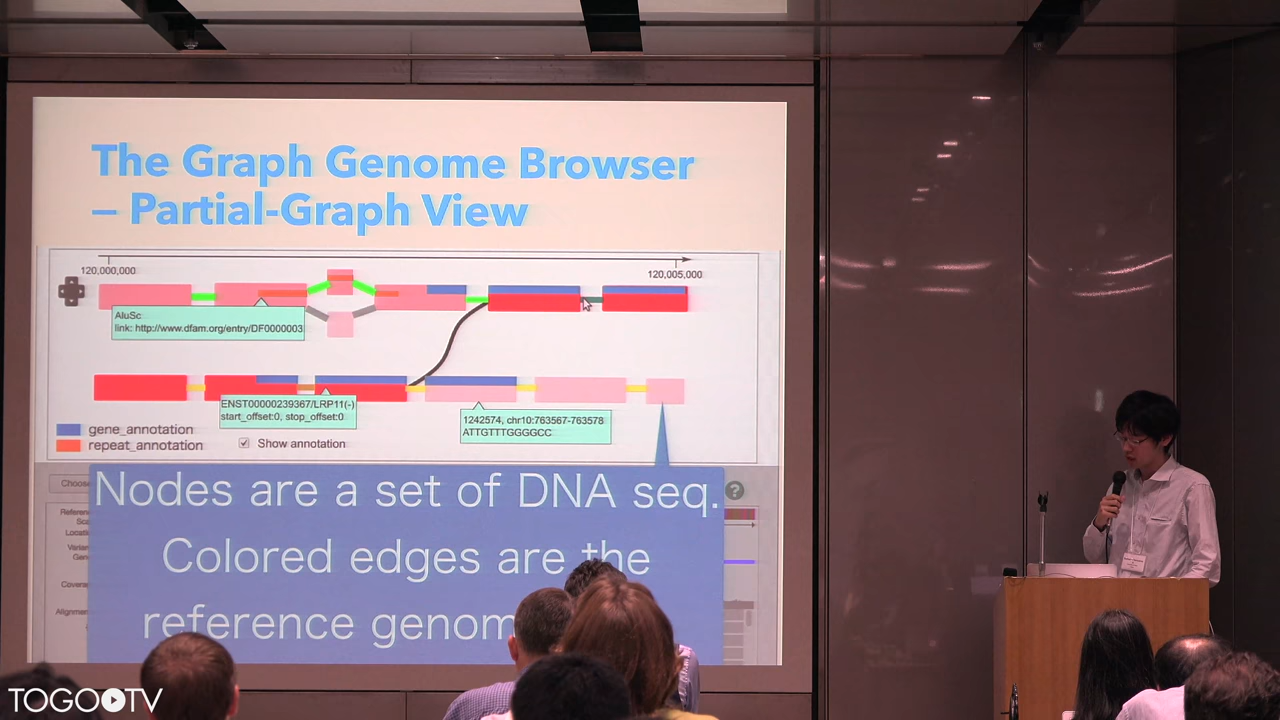 The Graph Genome Browser
– Partial-Graph View
120,000,000
120,005,000
AluSc
link: http://www.dfam.org/entry/DF0000003
ENST00000239367/LRP11(-)
start_offset:0, stop_offset:0
1242574, chr10:763567-763578
ATTGTTTGGGGCC
gene_annotation
repeat_annotation
Show annotation
Nodes are a set of DNA seq.
Colored edges are the
reference genom
?
TOGOTV